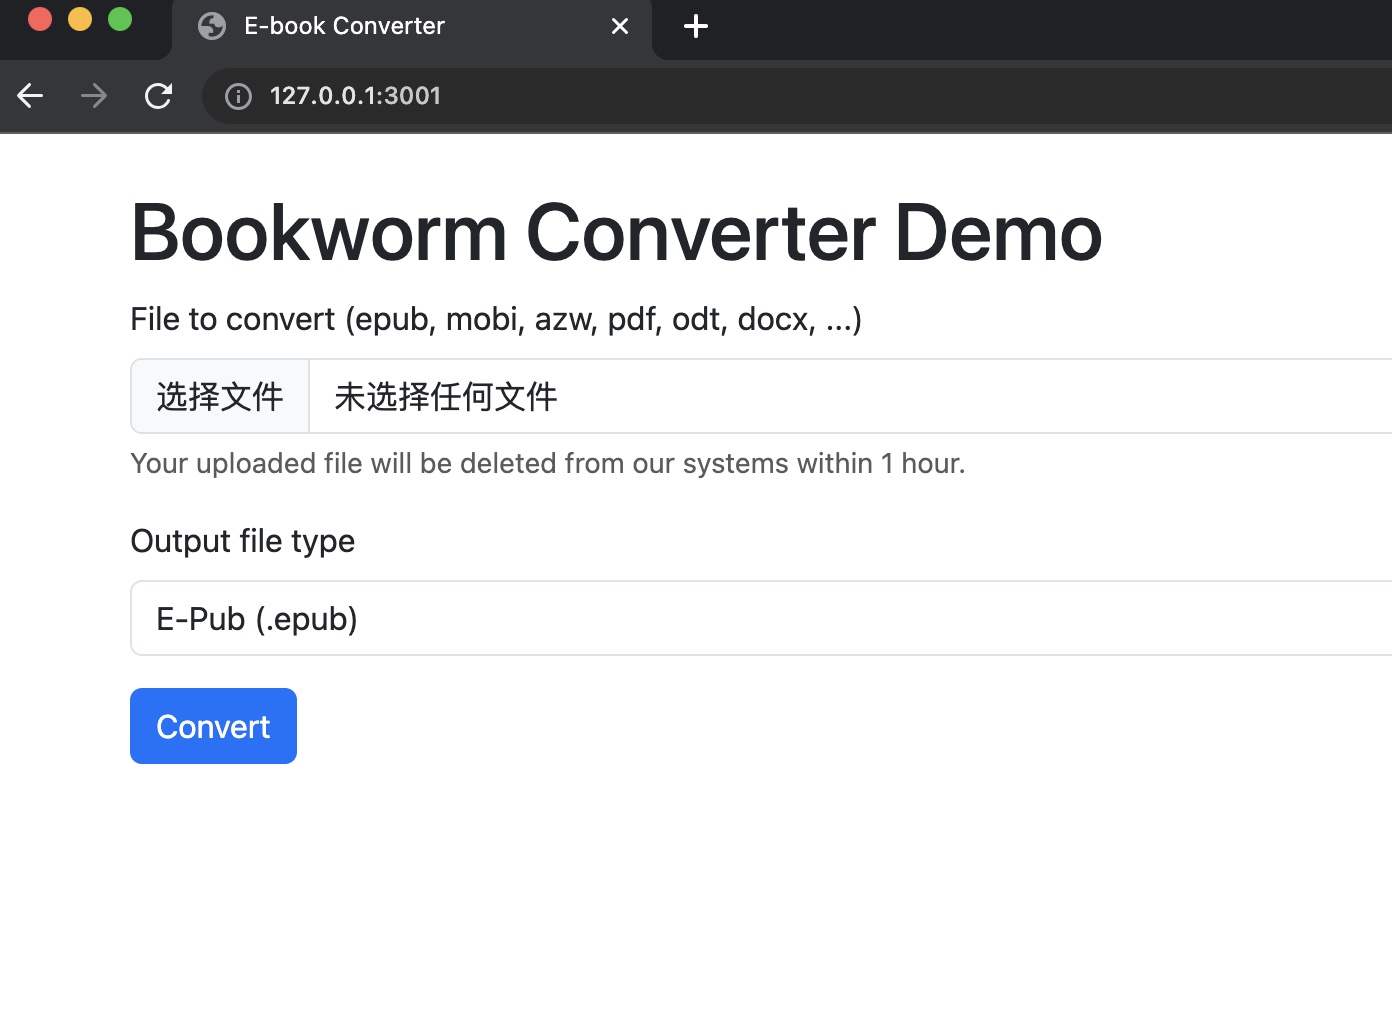 E-book Converter
127.0.0.1:3001
Bookworm Converter Demo
File to convert (epub, mobi, azw, pdf, odt, docx, ...)
选择文件 未选择任何文件
Your uploaded file will be deleted from our systems within 1 hour.
Output file type
E-Pub (.epub)
Convert